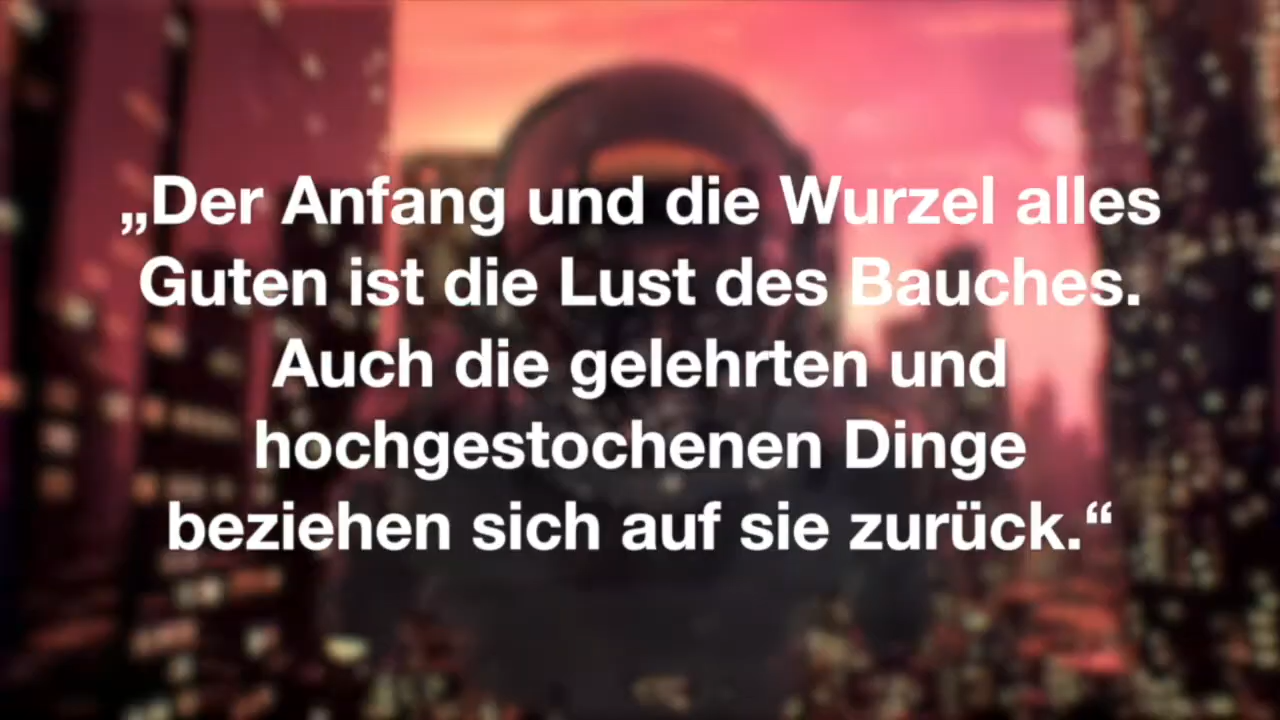 „Der Anfang und die Wurzel alles
Guten ist die Lust des Bauches.
Auch die gelehrten und
hochgestochenen Dinge
beziehen sich auf sie zurück.“